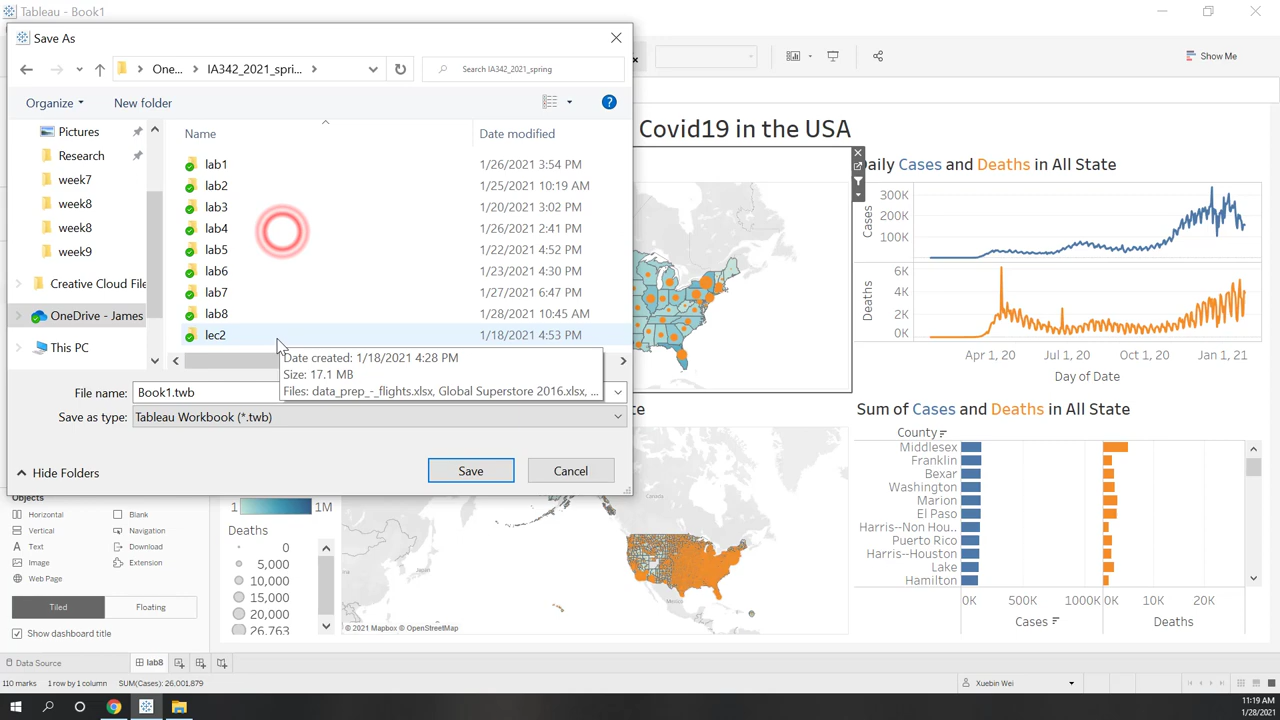 Tableau - Book1
Save As
One...
IA342_2021_spri...
Search IA342_2021_spring
Show Me
Organize
New folder
Name
Date modified
Pictures
Research
week7
week8
week8
week9
Creative Cloud File
OneDrive - James
This PC
lab1 1/26/2021 3:54 PM
lab2 1/25/2021 10:19 AM
lab3 1/20/2021 3:02 PM
lab4 1/26/2021 2:41 PM
lab5 1/22/2021 4:52 PM
lab6 1/23/2021 4:30 PM
lab7 1/27/2021 6:47 PM
lab8 1/28/2021 10:45 AM
lec2 1/18/2021 4:53 PM
Date created: 1/18/2021 4:28 PM
Size: 17.1 MB
Files: data_prep_-_flights.xlsx, Global Superstore 2016.xlsx, ...
File name: Book1.twb
Save as type: Tableau Workbook (*.twb)
Hide Folders
Save
Cancel
Covid19 in the USA
Daily Cases and Deaths in All State
Cases
300K
200K
100K
Deaths
6K
4K
2K
0K
Apr 1, 20
Jul 1, 20
Oct 1, 20
Jan 1, 21
Day of Date
te
Sum of Cases and Deaths in All State
County
Middlesex
Franklin
Bexar
Washington
Marion
El Paso
Harris--Non Hou..
Puerto Rico
Harris--Houston
Lake
Hamilton
0K
500K
1000K
0K
10K
20K
Cases
Deaths
Objects
Horizontal
Blank
Vertical
Navigation
Text
Download
Image
Extension
Web Page
Tiled
Floating
Show dashboard title
1
1M
Deaths
0
5,000
10,000
15,000
20,000
26,763
Canada
Mexico
© 2021 Mapbox © OpenStreetMap
Data Source
lab8
110 marks
1 row by 1 column
SUM(Cases): 26,001,879
Xuebin Wei
11:19 AM
1/28/2021